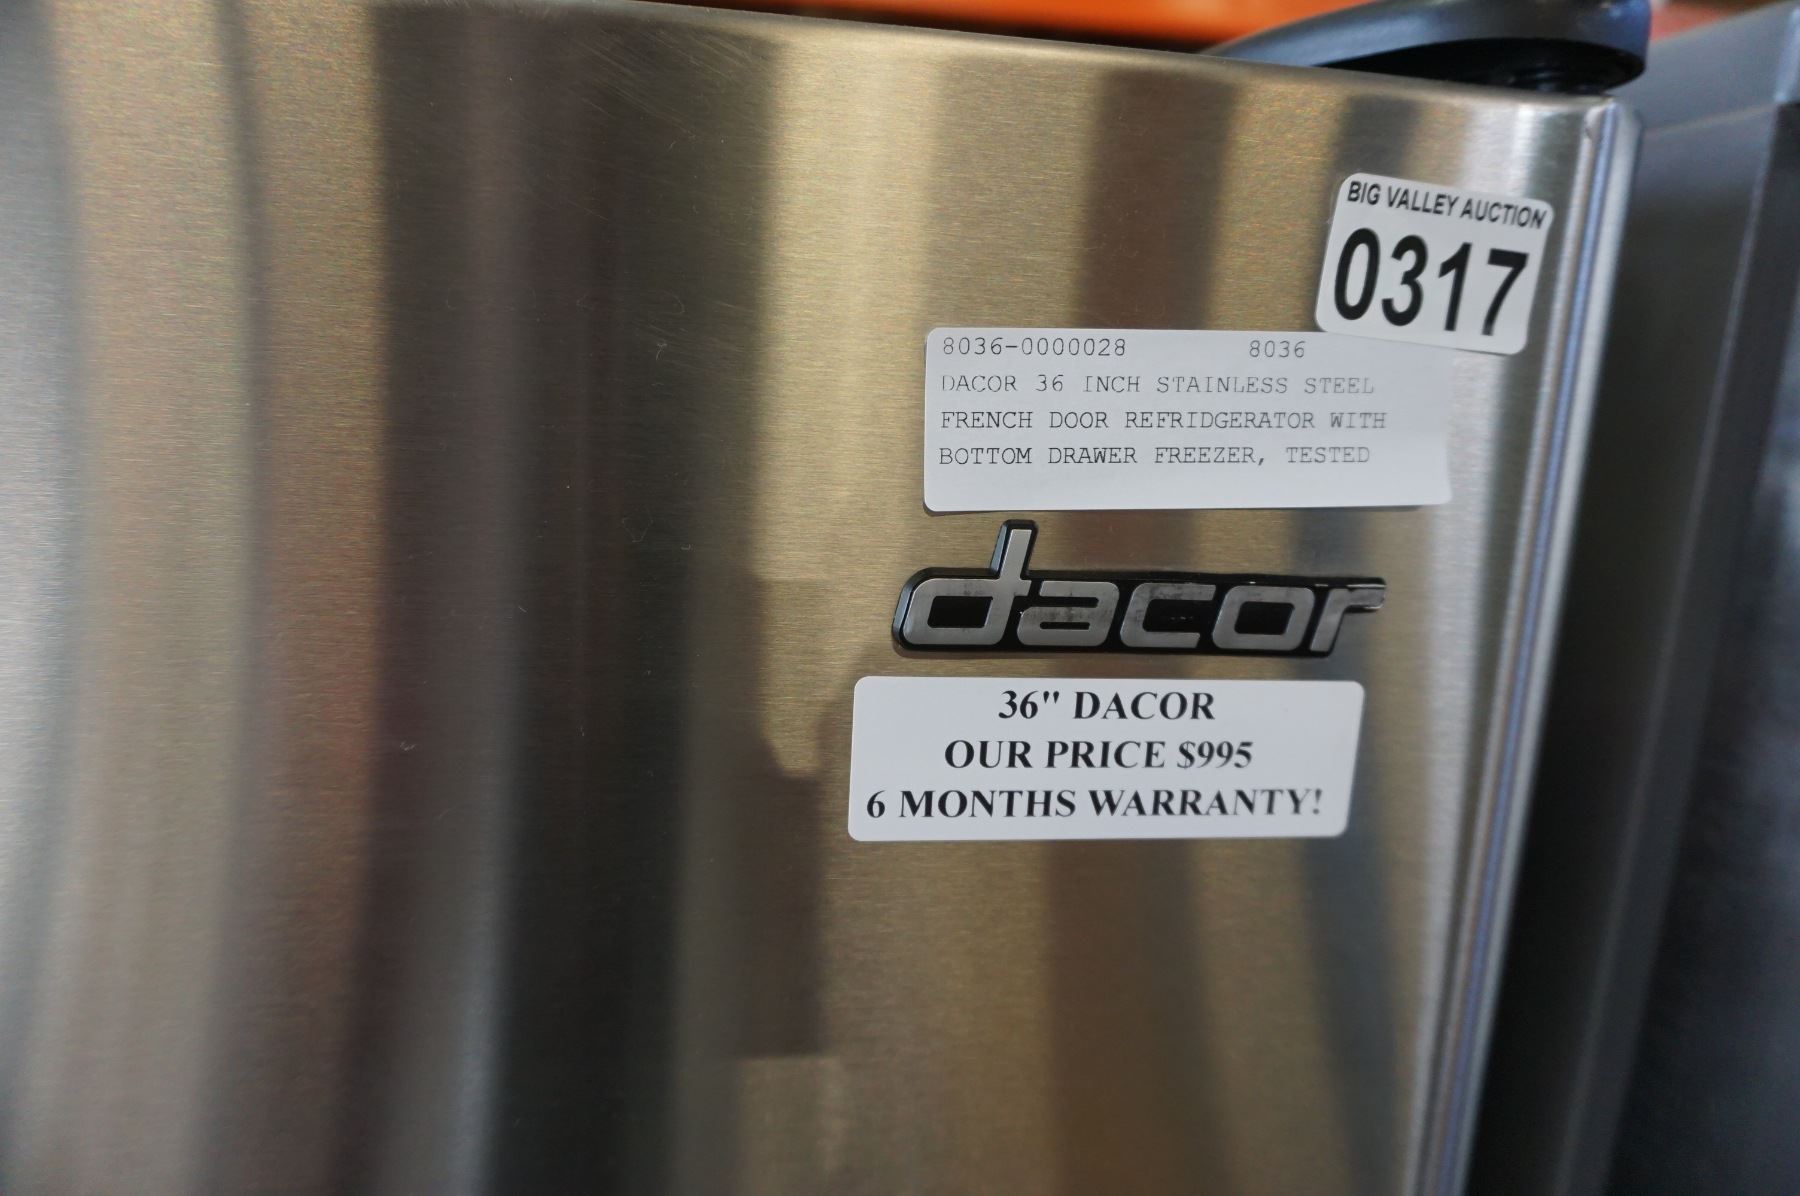 BIG VALLEY AUCTION
0317
8036-0000028 8036
DACOR 36 INCH STAINLESS STEEL
FRENCH DOOR REFRIDGERATOR WITH
BOTTOM DRAWER FREEZER, TESTED
dacor
36" DACOR
OUR PRICE $995
6 MONTHS WARRANTY!